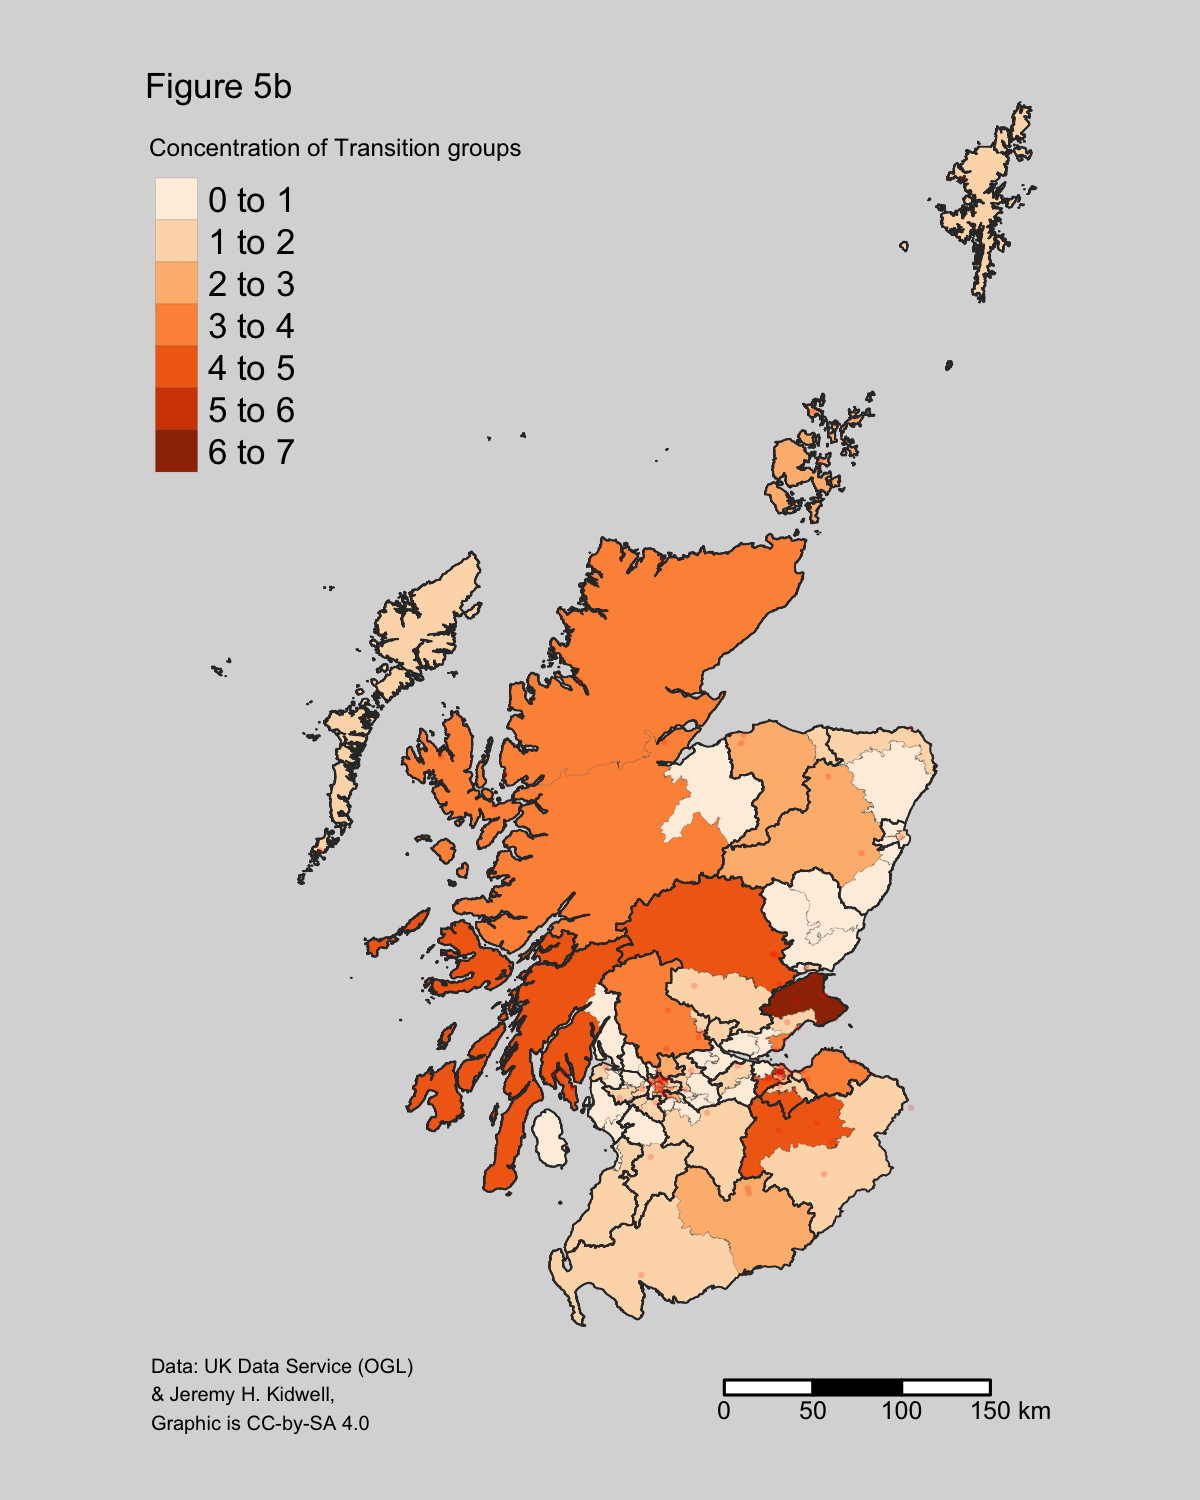 Figure 5b
Concentration of Transition groups
0 to 1
1 to 2
2 to 3
3 to 4
4 to 5
5 to 6
6 to 7
Data: UK Data Service (OGL)
& Jeremy H. Kidwell,
Graphic is CC-by-SA 4.0
0 50 100 150 km